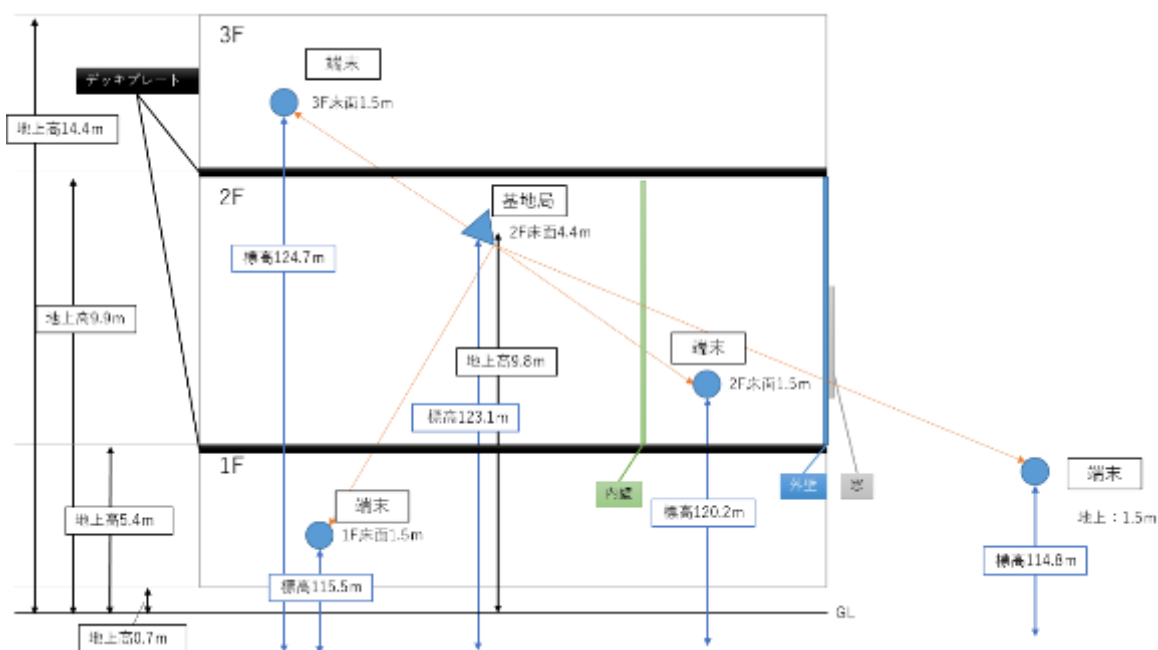 3F
端末
デッキプレート
3F床面1.5m
地上高14.4m
2F
基地局
2F床面4.4m
標高124.7m
地上高9.9m
端末
地上高9.8m
2F床面1.5m
標高123.1m
1F
端末
内壁
外壁
窓
端末
標高120.2m
地上高5.4m
1F床面1.5m
地上:1.5m
標高115.5m
標高114.8m
GL
地上高0.7m